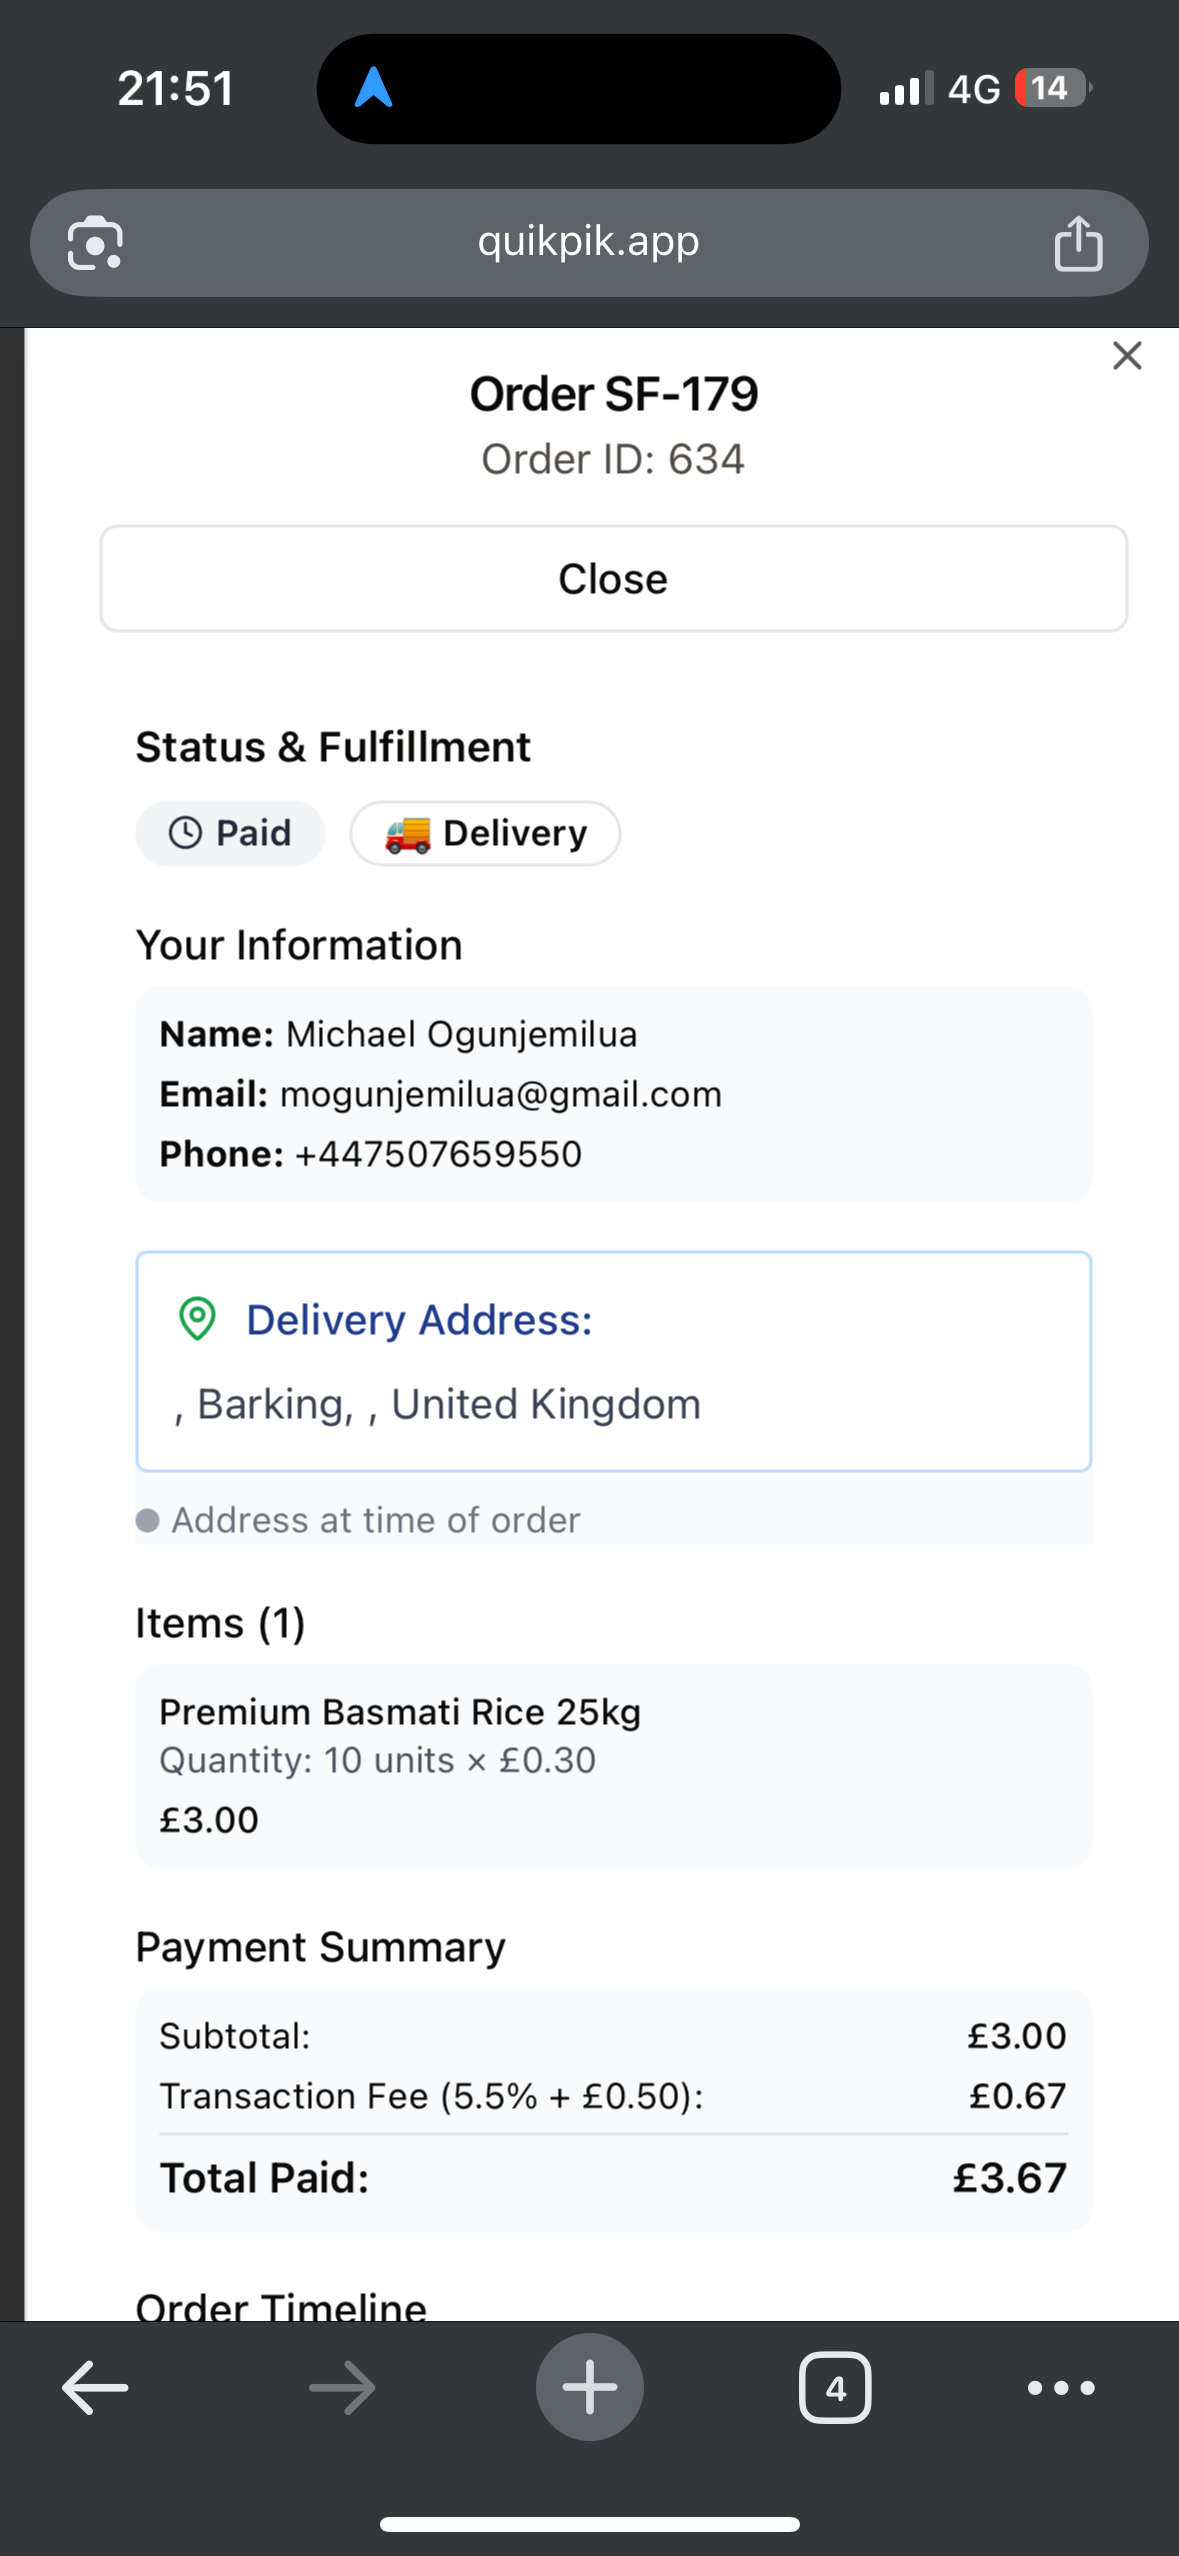 21:51
4G 14
quikpik.app
Order SF-179
Order ID: 634
Close
Status & Fulfillment
Paid
Delivery
Your Information
Name: Michael Ogunjemilua
Email: mogunjemilua@gmail.com
Phone: +447507659550
Delivery Address:
, Barking, , United Kingdom
Address at time of order
Items (1)
Premium Basmati Rice 25kg
Quantity: 10 units × £0.30
£3.00
Payment Summary
Subtotal: £3.00
Transaction Fee (5.5% + £0.50): £0.67
Total Paid: £3.67
Order Timeline
4